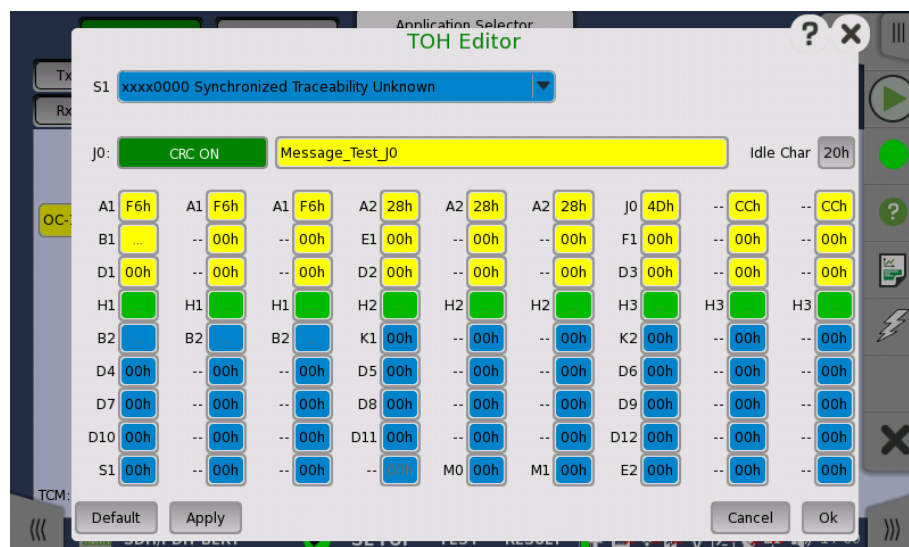 Application Selector
TOH Editor
? X
Tx
S1 xxxx0000 Synchronized Traceability Unknown
Rx
J0: CRC ON Message_Test_J0 Idle Char 20h
A1 F6h A1 F6h A1 F6h A2 28h A2 28h A2 28h J0 4Dh -- CCh -- CCh
OC-
B1 ... -- 00h -- 00h E1 00h -- 00h -- 00h F1 00h -- 00h -- 00h
D1 00h -- 00h -- 00h D2 00h -- 00h -- 00h D3 00h -- 00h -- 00h
H1 H1 H1 H2 H2 H2 H3 H3 H3
B2 ... B2 ... B2 ... K1 00h -- 00h -- 00h K2 00h -- 00h -- 00h
D4 00h -- 00h -- 00h D5 00h -- 00h -- 00h D6 00h -- 00h -- 00h
D7 00h -- 00h -- 00h D8 00h -- 00h -- 00h D9 00h -- 00h -- 00h
D10 00h -- 00h -- 00h D11 00h -- 00h -- 00h D12 00h -- 00h -- 00h
S1 00h -- 00h -- 00h -- 00h M0 00h M1 00h E2 00h -- 00h -- 00h
TCM:
Default Apply Cancel Ok